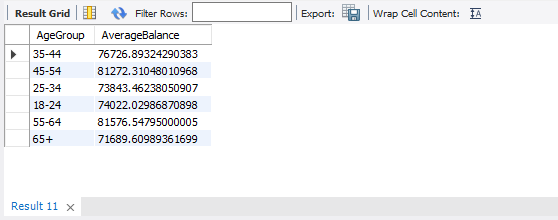 Result Grid Filter Rows: Export: Wrap Cell Content:
AgeGroup AverageBalance
35-44 76726.89324290383
45-54 81272.31048010968
25-34 73843.46238050907
18-24 74022.02986870898
55-64 81576.54795000005
65+ 71689.60989361699
Result 11